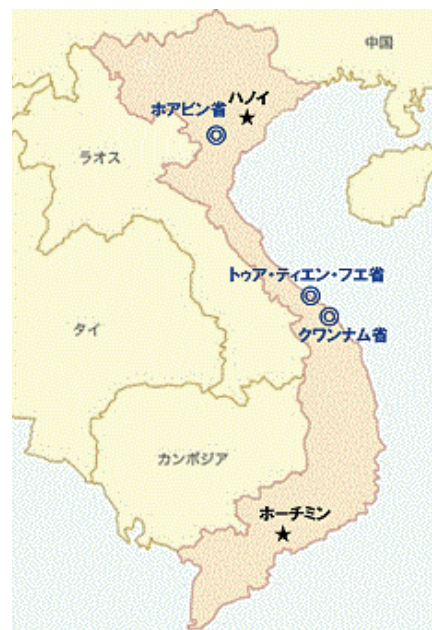 中国
ハノイ
ホアビン省
ラオス
トゥア・ティエン・フエ省
クワンナム省
タイ
カンボジア
ホーチミン